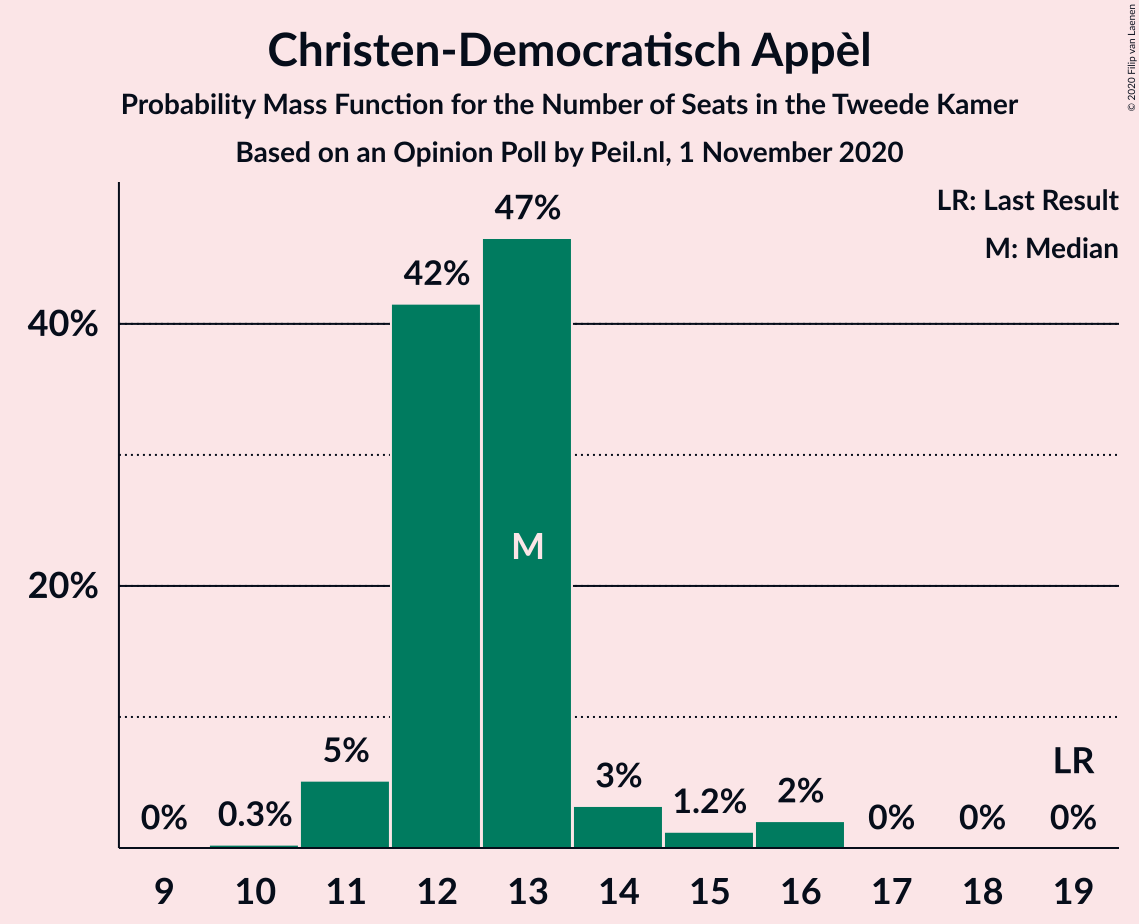 Christen-Democratisch Appèl
Probability Mass Function for the Number of Seats in the Tweede Kamer
Based on an Opinion Poll by Peil.nl, 1 November 2020
© 2020 Filip van Laenen
LR: Last Result
M: Median
40%
20%
0%
0.3%
5%
42%
47%
M
3%
1.2%
2%
0%
0%
LR
0%
9 10 11 12 13 14 15 16 17 18 19